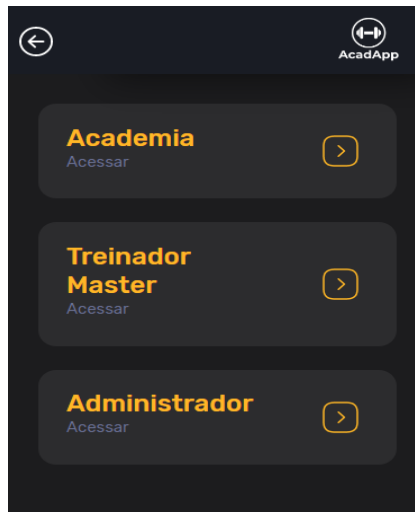 AcadApp
Academia
Acessar
Treinador
Master
Acessar
Administrador
Acessar